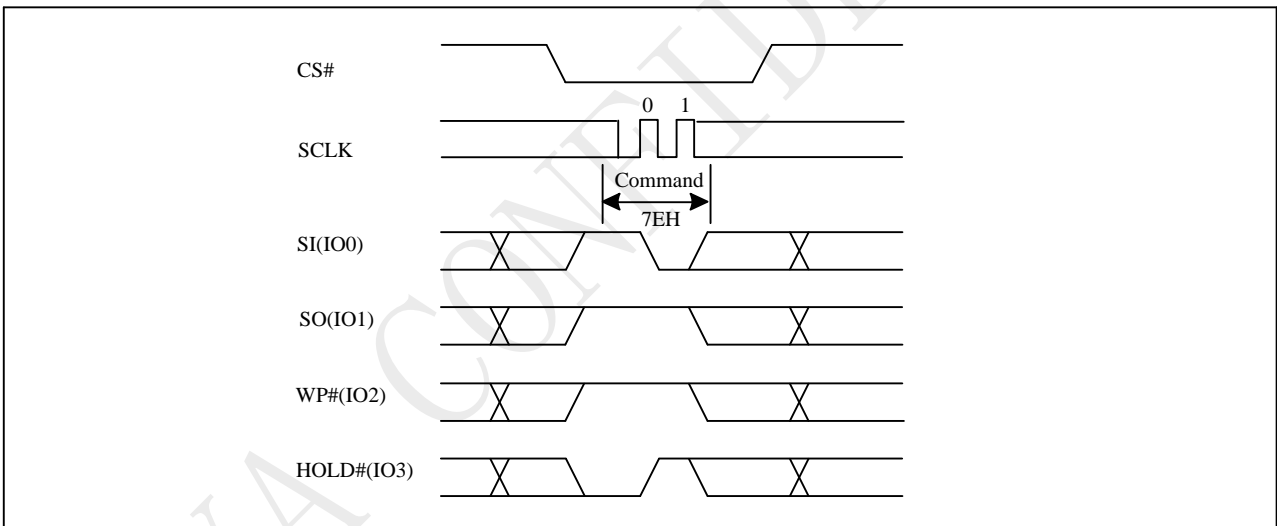 CS#
0 1
SCLK
Command
7EH
SI(IO0)
SO(IO1)
WP#(IO2)
HOLD#(IO3)